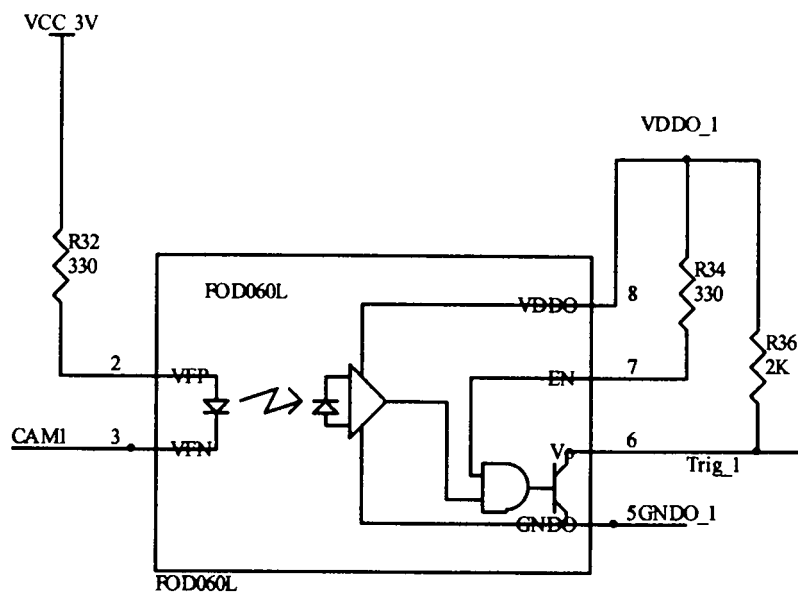 VCC_3V
VDDO_1
R32
330
FOD060L
VDDO
8
R34
330
R36
2K
2
VFP
EN
7
CAM1
3
VFN
V
6
Trig_1
GNDO
5GNDO_1
FOD060L